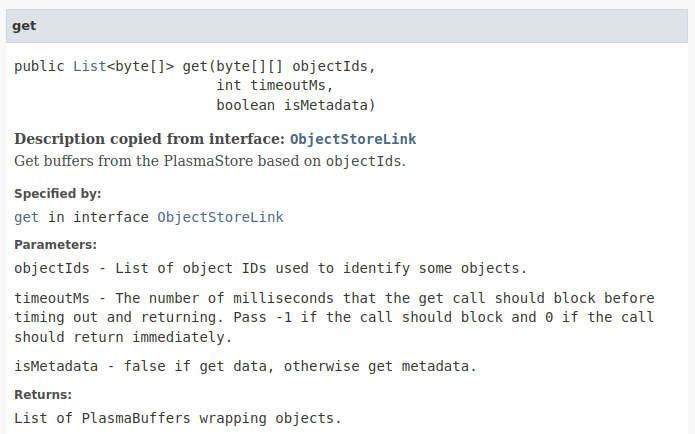 get
public List<byte[]> get(byte[][] objectIds,
int timeoutMs,
boolean isMetadata)
Description copied from interface: ObjectStoreLink
Get buffers from the PlasmaStore based on objectIds.
Specified by:
get in interface ObjectStoreLink
Parameters:
objectIds - List of object IDs used to identify some objects.
timeoutMs - The number of milliseconds that the get call should block before
timing out and returning. Pass -1 if the call should block and 0 if the call
should return immediately.
isMetadata - false if get data, otherwise get metadata.
Returns:
List of PlasmaBuffers wrapping objects.